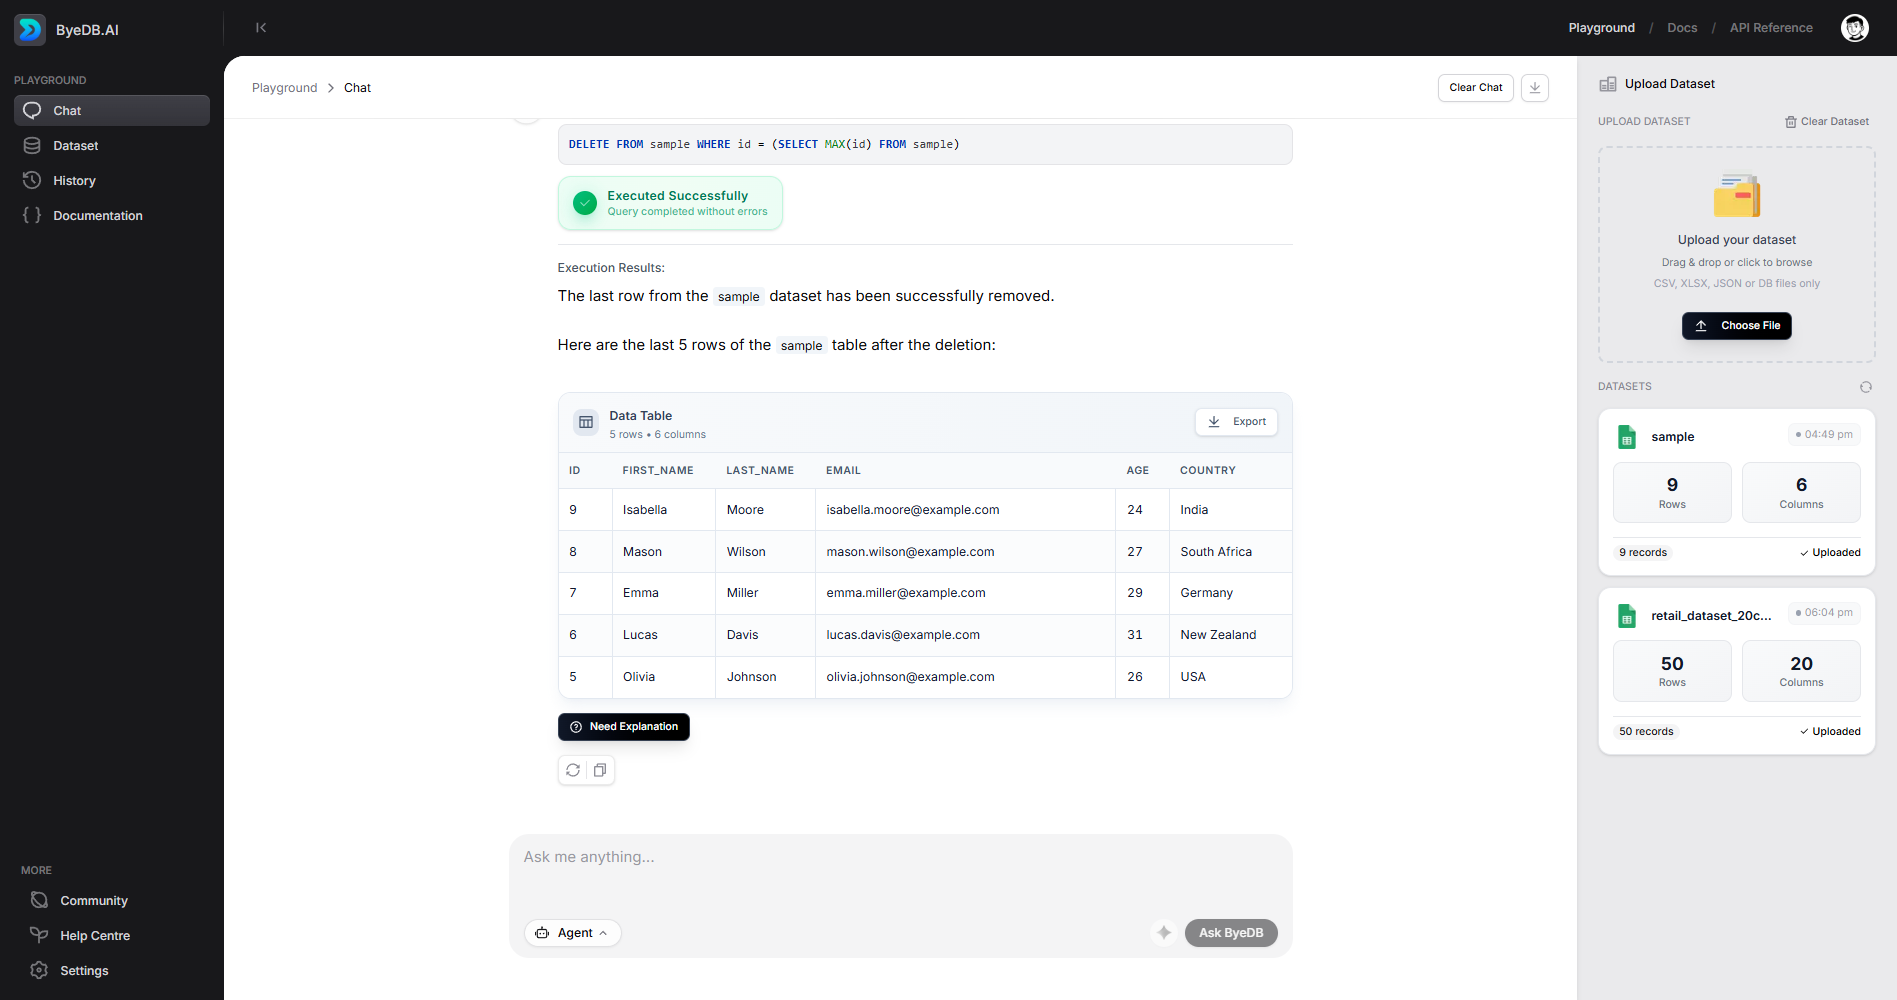 ByeDB.AI
Playground / Docs / API Reference
PLAYGROUND
Chat
Dataset
History
Documentation
MORE
Community
Help Centre
Settings
Playground > Chat
Clear Chat
DELETE FROM sample WHERE id = (SELECT MAX(id) FROM sample)
Executed Successfully
Query completed without errors
Execution Results:
The last row from the sample dataset has been successfully removed.
Here are the last 5 rows of the sample table after the deletion:
Data Table
5 rows • 6 columns
Export
ID FIRST_NAME LAST_NAME EMAIL AGE COUNTRY
9 Isabella Moore isabella.moore@example.com 24 India
8 Mason Wilson mason.wilson@example.com 27 South Africa
7 Emma Miller emma.miller@example.com 29 Germany
6 Lucas Davis lucas.davis@example.com 31 New Zealand
5 Olivia Johnson olivia.johnson@example.com 26 USA
Need Explanation
Ask me anything...
Agent
Ask ByeDB
Upload Dataset
UPLOAD DATASET Clear Dataset
Upload your dataset
Drag & drop or click to browse
CSV, XLSX, JSON or DB files only
Choose File
DATASETS
sample 04:49 pm
9 6
Rows Columns
9 records ✓ Uploaded
retail_dataset_20c... 06:04 pm
50 20
Rows Columns
50 records ✓ Uploaded